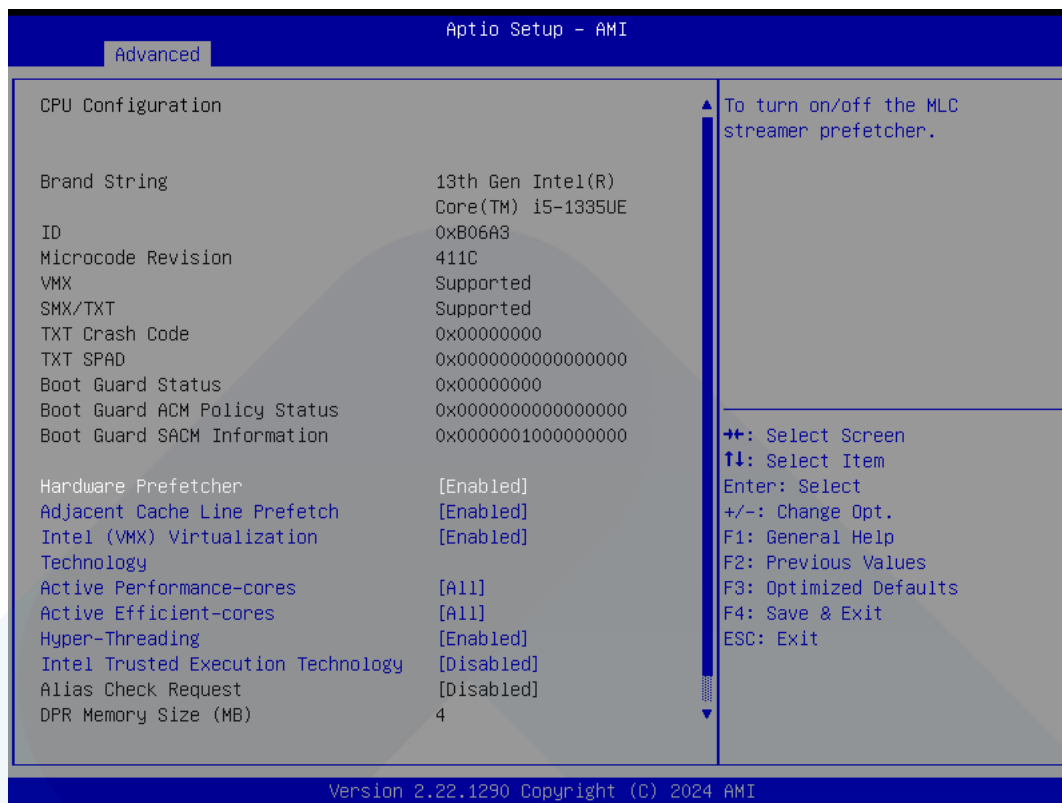 Aptio Setup – AMI
Advanced
CPU Configuration
Brand String 13th Gen Intel(R)
Core(TM) i5-1335UE
ID 0xB06A3
Microcode Revision 411C
VMX Supported
SMX/TXT Supported
TXT Crash Code 0x00000000
TXT SPAD 0x0000000000000000
Boot Guard Status 0x00000000
Boot Guard ACM Policy Status 0x0000000000000000
Boot Guard SACM Information 0x0000001000000000
Hardware Prefetcher [Enabled]
Adjacent Cache Line Prefetch [Enabled]
Intel (VMX) Virtualization [Enabled]
Technology
Active Performance-cores [All]
Active Efficient-cores [All]
Hyper-Threading [Enabled]
Intel Trusted Execution Technology [Disabled]
Alias Check Request [Disabled]
DPR Memory Size (MB) 4
To turn on/off the MLC
streamer prefetcher.
→←: Select Screen
↑↓: Select Item
Enter: Select
+/-: Change Opt.
F1: General Help
F2: Previous Values
F3: Optimized Defaults
F4: Save & Exit
ESC: Exit
Version 2.22.1290 Copyright (C) 2024 AMI